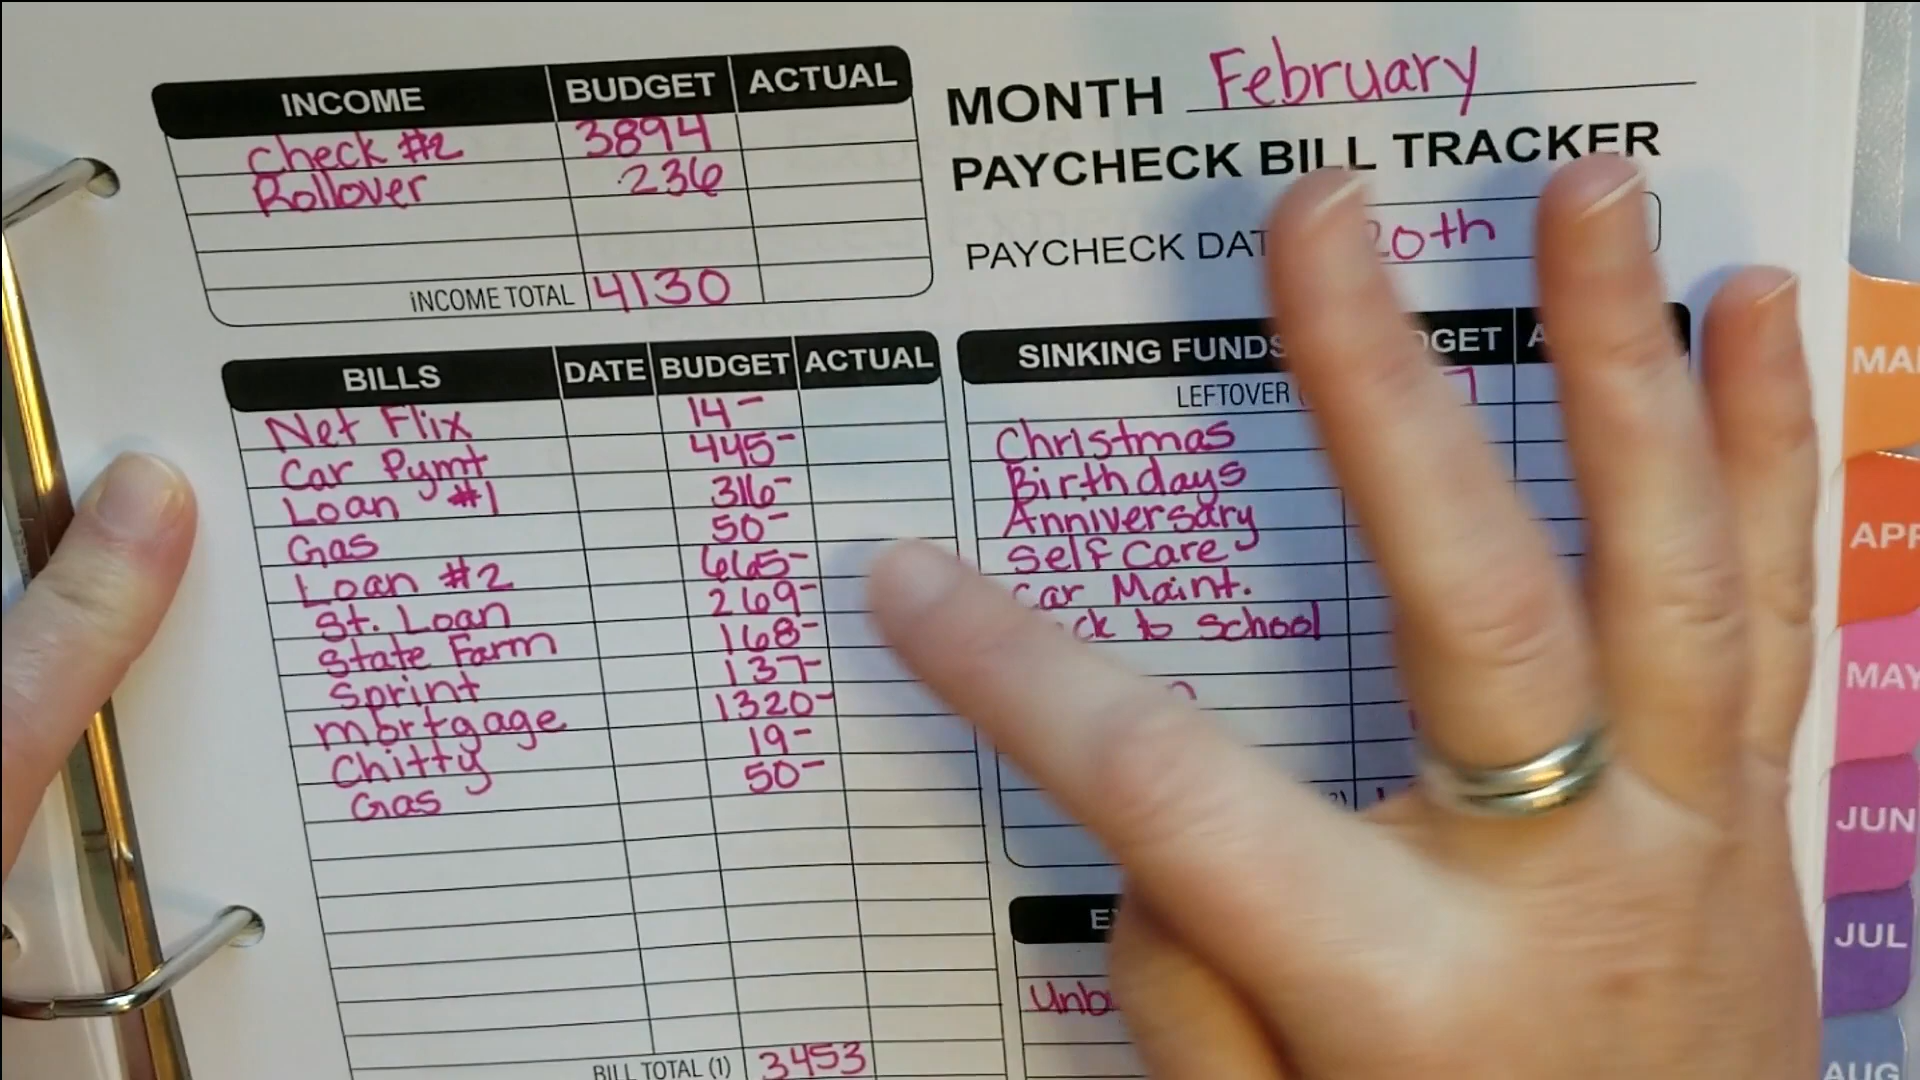 INCOME BUDGET ACTUAL
Check #2 3894
Rollover 236
INCOME TOTAL 4130
MONTH February
PAYCHECK BILL TRACKER
PAYCHECK 20th
BILLS DATE BUDGET ACTUAL
Net Flix 14-
Car Pymt 445-
Loan #1 316-
Gas 50-
Loan #2 665-
St. Loan 269-
State Farm 168-
Sprint 137-
mortgage 1320-
Chitty 19-
Gas 50-
BILL TOTAL (1) 3453
SINKING FUNDS
LEFTOVER
Christmas
Birthdays
Anniversary
Self Care
Car Maint.
to School
MAY
JUN
JUL
AUG